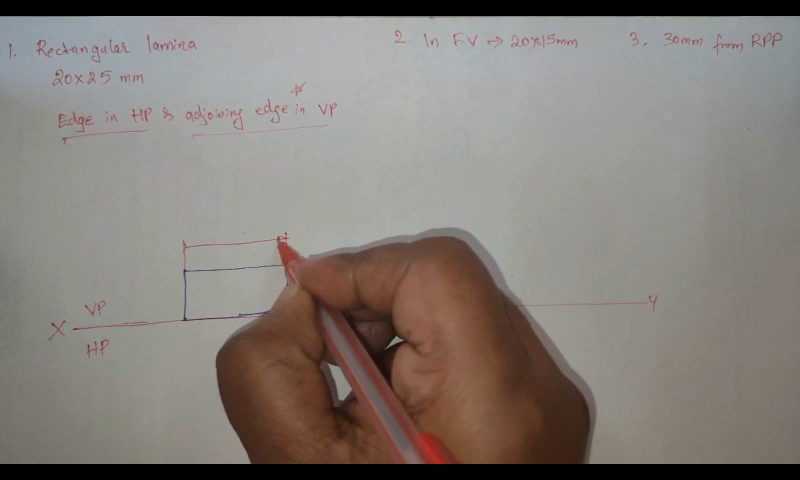 1. Rectangular lamina
20x25 mm
Edge in HP & adjoining edge in VP
2. In F.V → 20x15mm
3. 30mm from RPP
VP
X
HP
Y